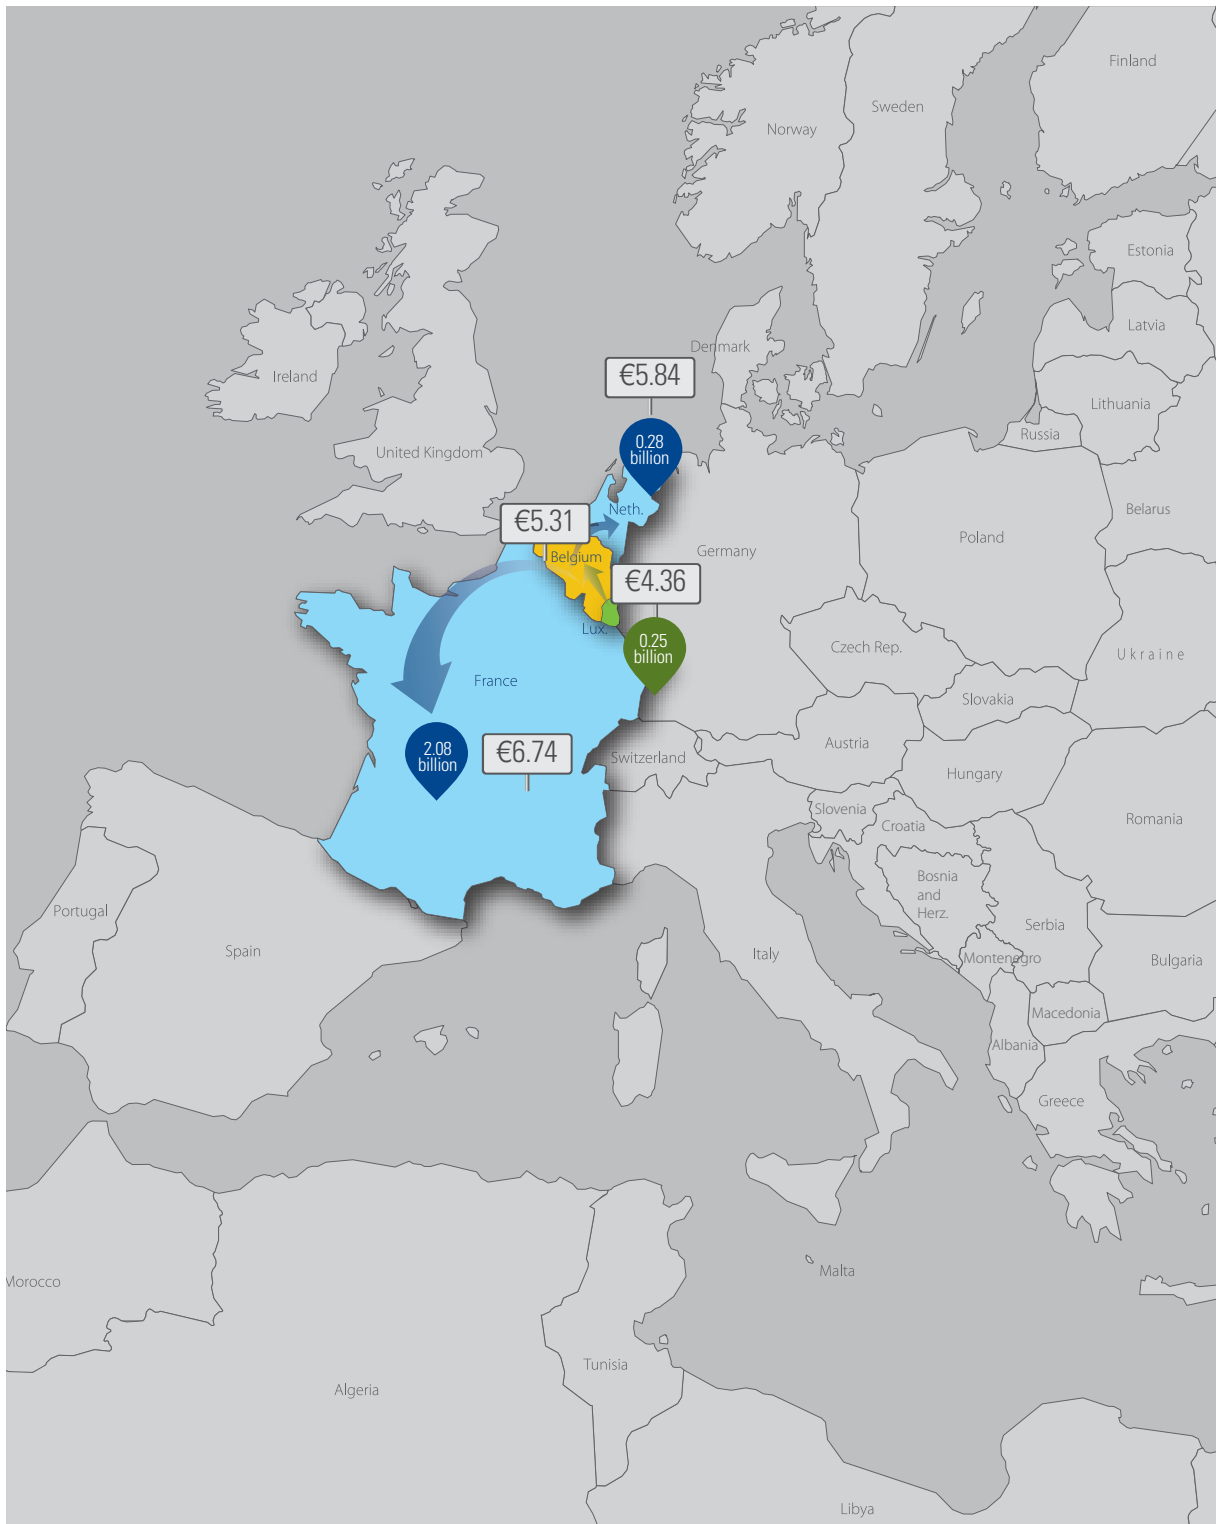 Finland
Sweden
Norway
Estonia
Latvia
Denmark
Ireland
€5.84
Lithuania
Russia
0.28
billion
United Kingdom
Neth.
Belarus
€5.31
Poland
Germany
Belgium
€4.36
Lux.
0.25
billion
Czech Rep.
Ukraine
France
Slovakia
2.08
billion
€6.74
Switzerland
Austria
Hungary
Slovenia
Croatia
Romania
Bosnia
and
Herz.
Portugal
Serbia
Spain
Italy
Montenegro
Bulgaria
Macedonia
Albania
Greece
Malta
Morocco
Tunisia
Algeria
Libya